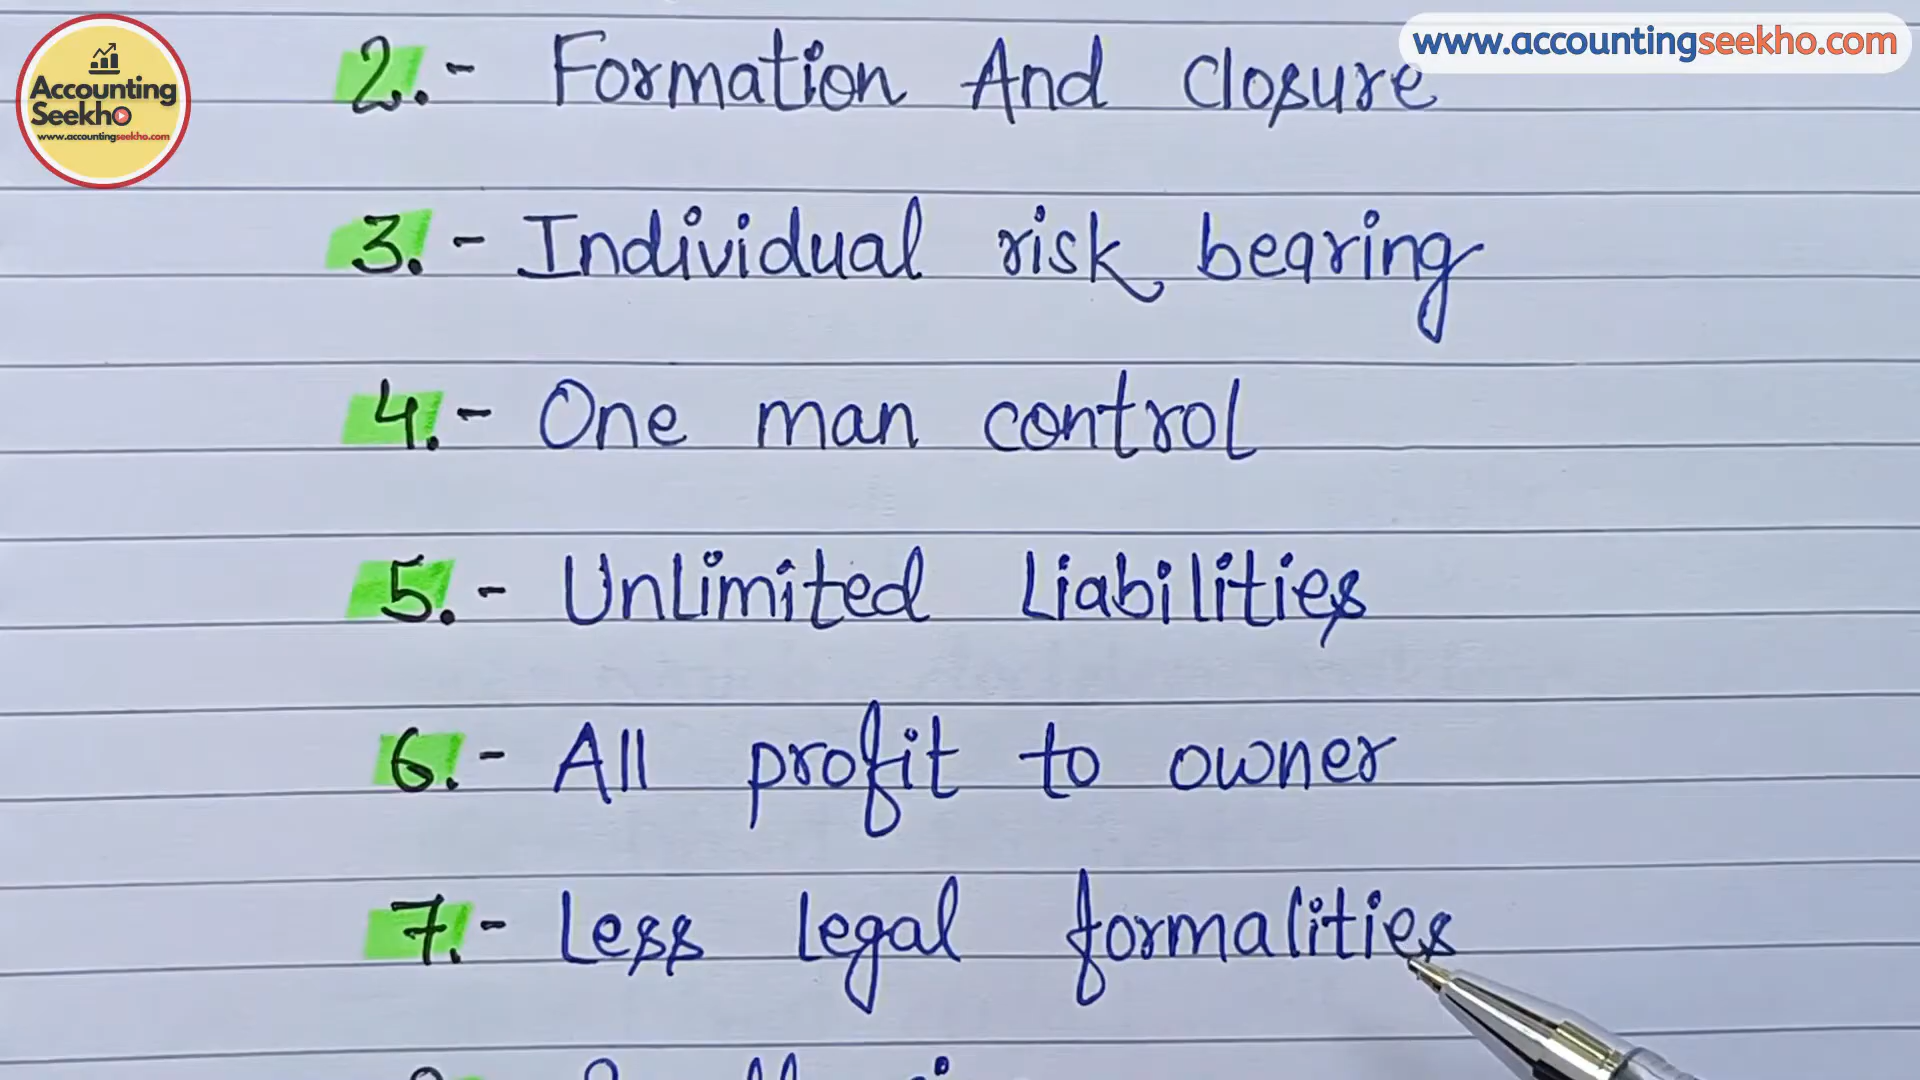 Accounting
Seekho
www.accountingseekho.com
www.accountingseekho.com
2.- Formation And closure
3.- Individual risk bearing
4.- One man control
5.- Unlimited Liabilities
6.- All profit to owner
7.- Less legal formalities